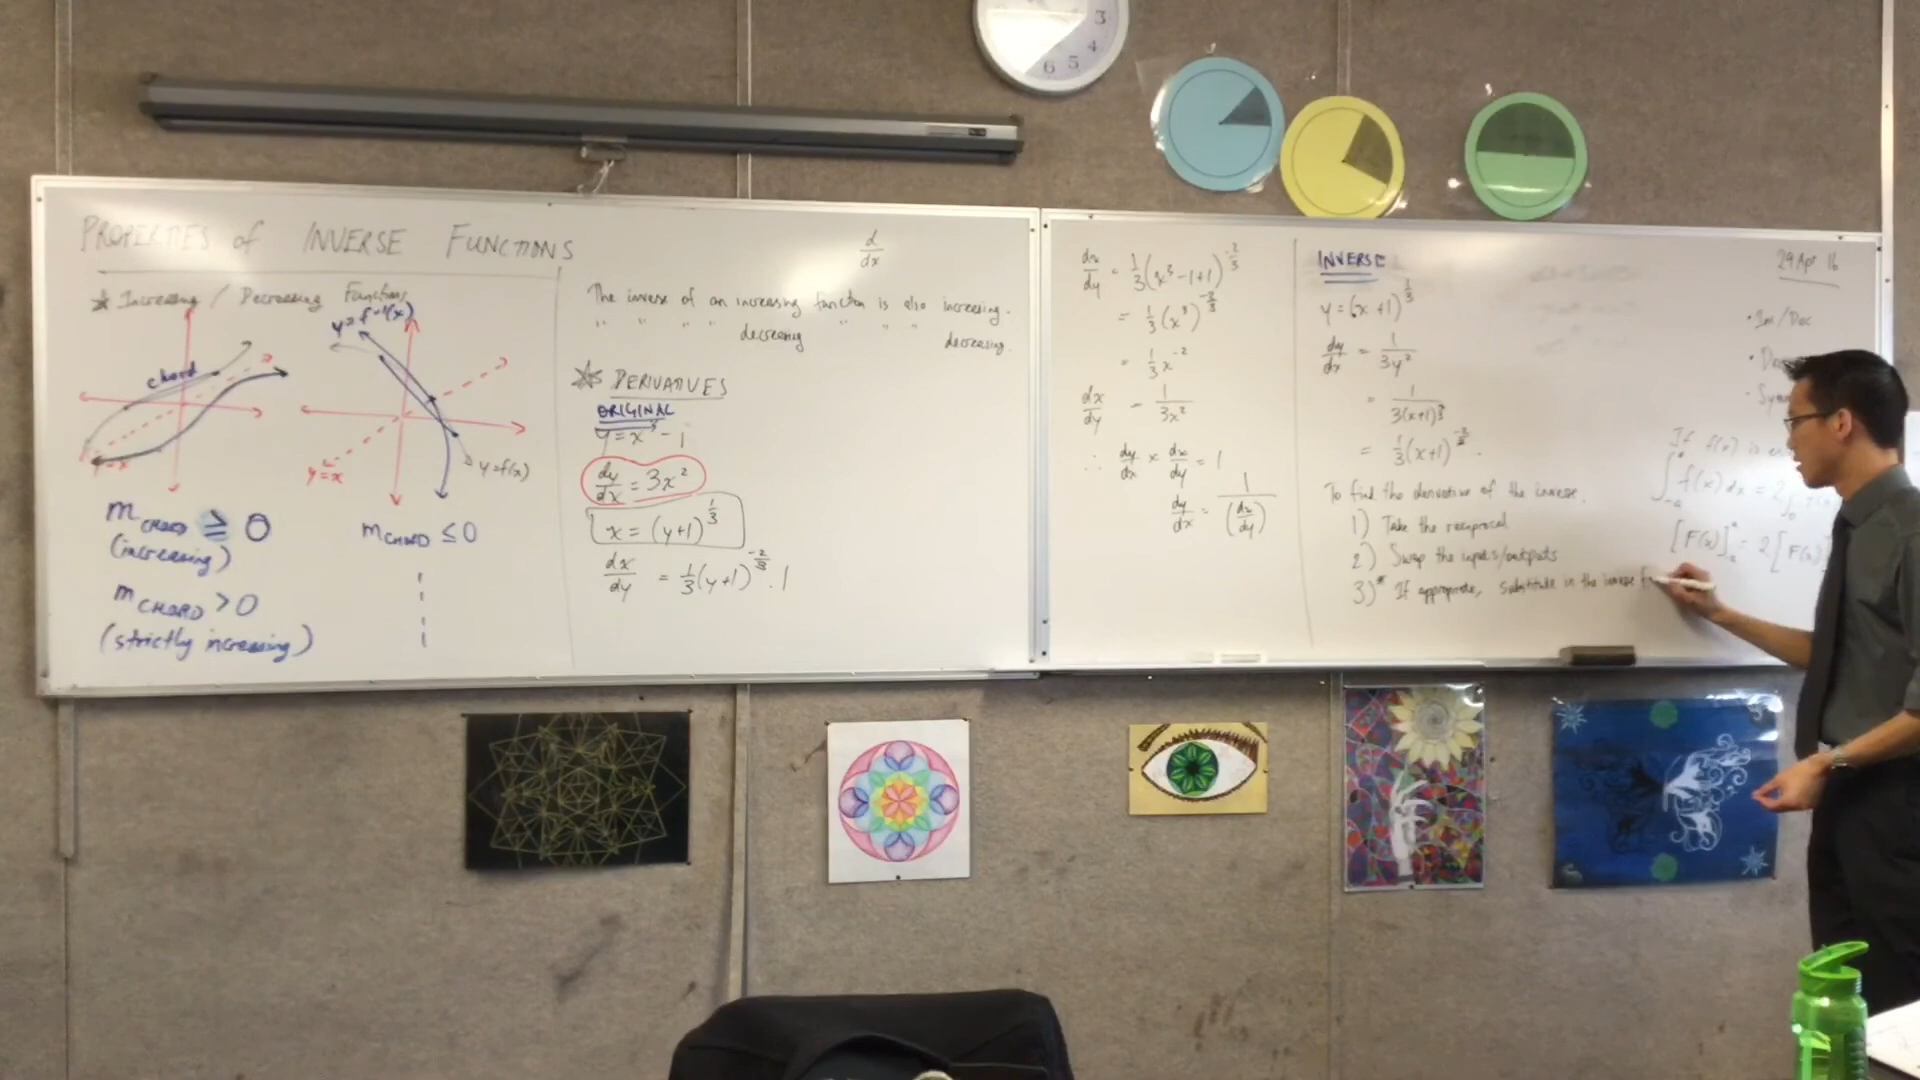 PROPERTIES of INVERSE FUNCTIONS
* Increasing / Decreasing Functions
y=f⁻¹(x)
chord
y=x
y=x
y=f(x)
m CHORD ≥ 0
(increasing)
m CHORD > 0
(strictly increasing)
m CHORD ≤ 0
d/dx
The inverse of an increasing function is also increasing.
" " " " decreasing " " " decreasing.
* DERIVATIVES
ORIGINAL
y = x³ - 1
dy/dx = 3x²
x = (y+1)^(1/3)
dx/dy = 1/3 (y+1)^(-2/3) . 1
dx/dy = 1/3 (x³-1+1)^(-2/3)
= 1/3 (x³)^(-2/3)
= 1/3 x⁻²
dx/dy = 1/(3x²)
∴ dy/dx × dx/dy = 1
dy/dx = 1/(dx/dy)
INVERSE
y = (x+1)^(1/3)
dy/dx = 1/(3y²)
= 1/(3(x+1)^(2/3))
= 1/3 (x+1)^(-2/3).
To find the derivative of the inverse.
1) Take the reciprocal
2) Swap the inputs/outputs
3)* If appropriate, substitute in the inverse
29 Apr 16
• Inc/Dec
If f(x) is
∫ f(x) dx = 2
[F(x)] = 2 [F(x)]
3
4
5
6